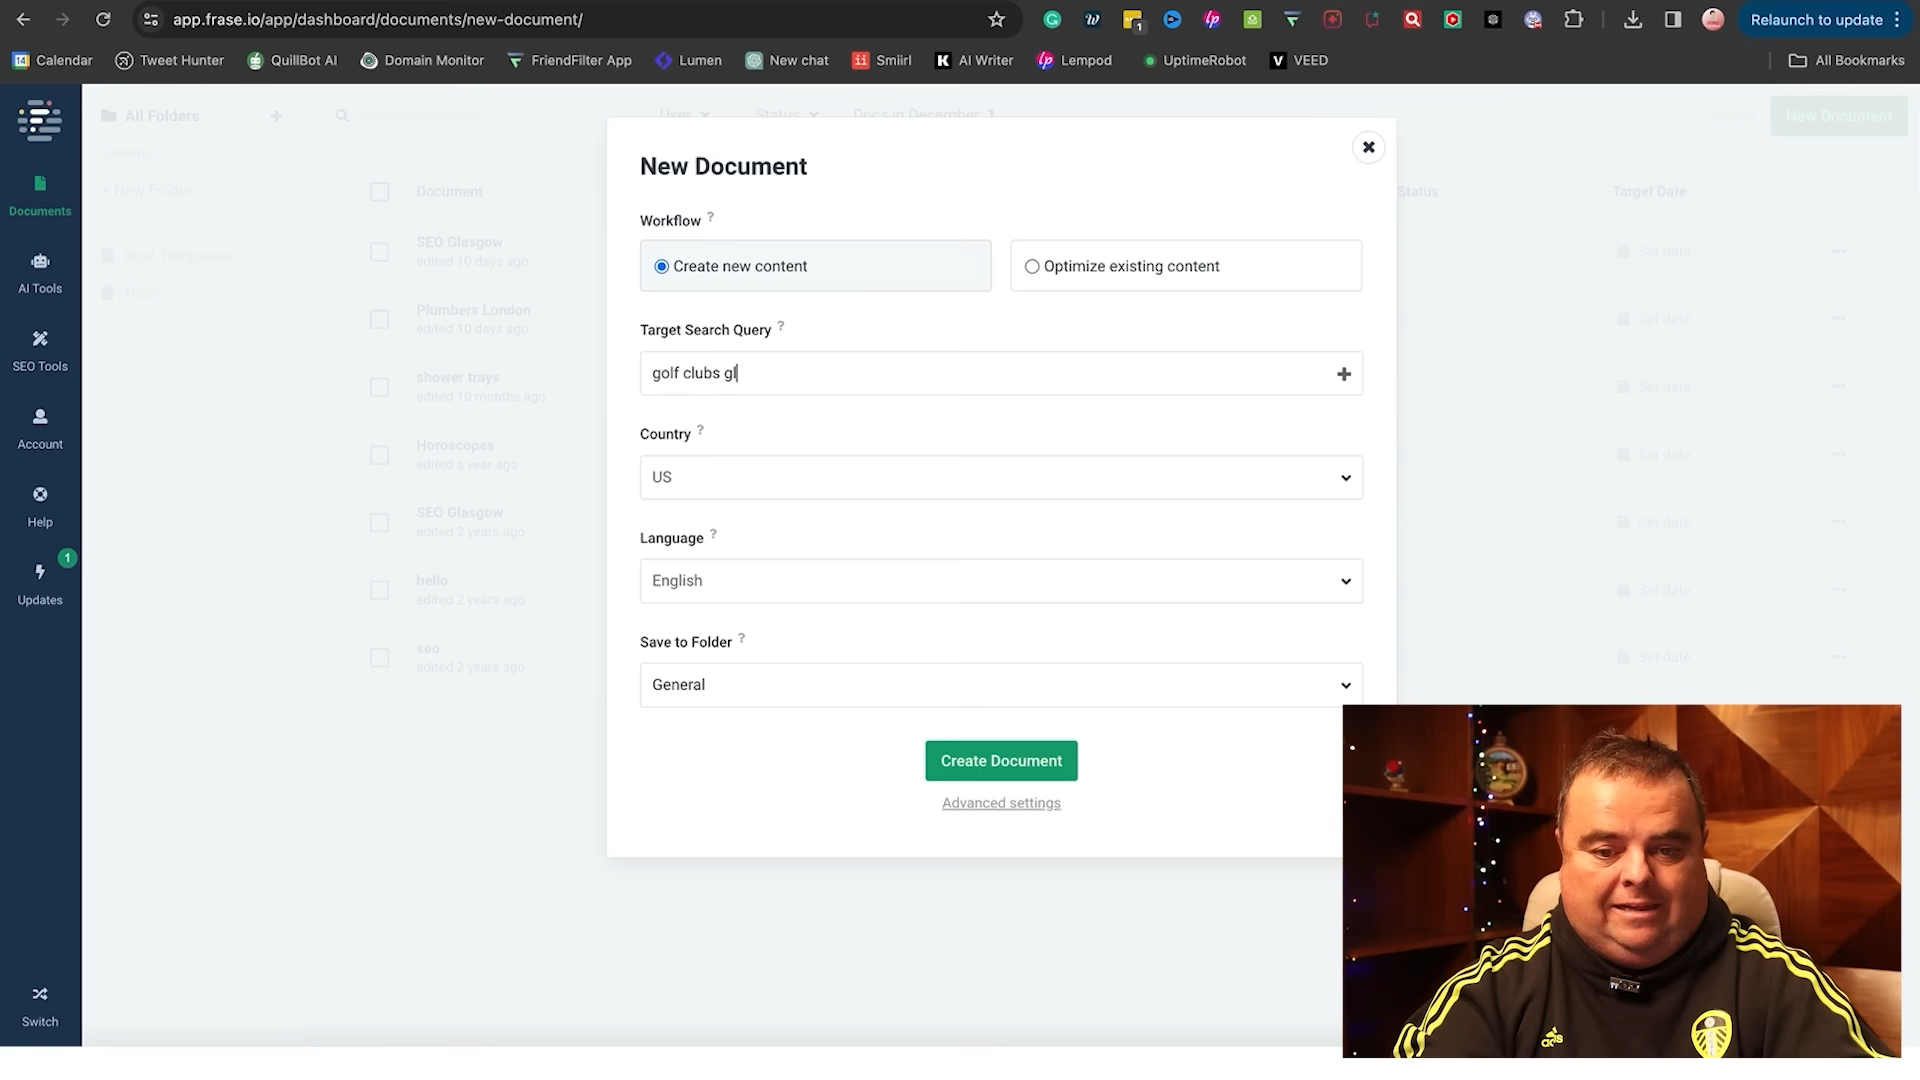 app.frase.io/app/dashboard/documents/new-document/
Relaunch to update
14 Calendar
Tweet Hunter
QuillBot AI
Domain Monitor
FriendFilter App
Lumen
New chat
Smiirl
AI Writer
Lempod
UptimeRobot
VEED
All Bookmarks
All Folders
User
Status
Docs in December: 1
Import
New Document
General
+ New Folder
Document
Status
Target Date
Brief Templates
Trash
SEO Glasgow
edited 10 days ago
Set date
Plumbers London
edited 10 days ago
Set date
shower trays
edited 10 months ago
Set date
Horoscopes
edited a year ago
Set date
SEO Glasgow
edited 2 years ago
Set date
hello
edited 2 years ago
Set date
seo
edited 2 years ago
Set date
Documents
AI Tools
SEO Tools
Account
Help
1
Updates
Switch
New Document
Workflow ?
Create new content
Optimize existing content
Target Search Query ?
golf clubs gl
Country ?
US
Language ?
English
Save to Folder ?
General
Create Document
Advanced settings
adidas